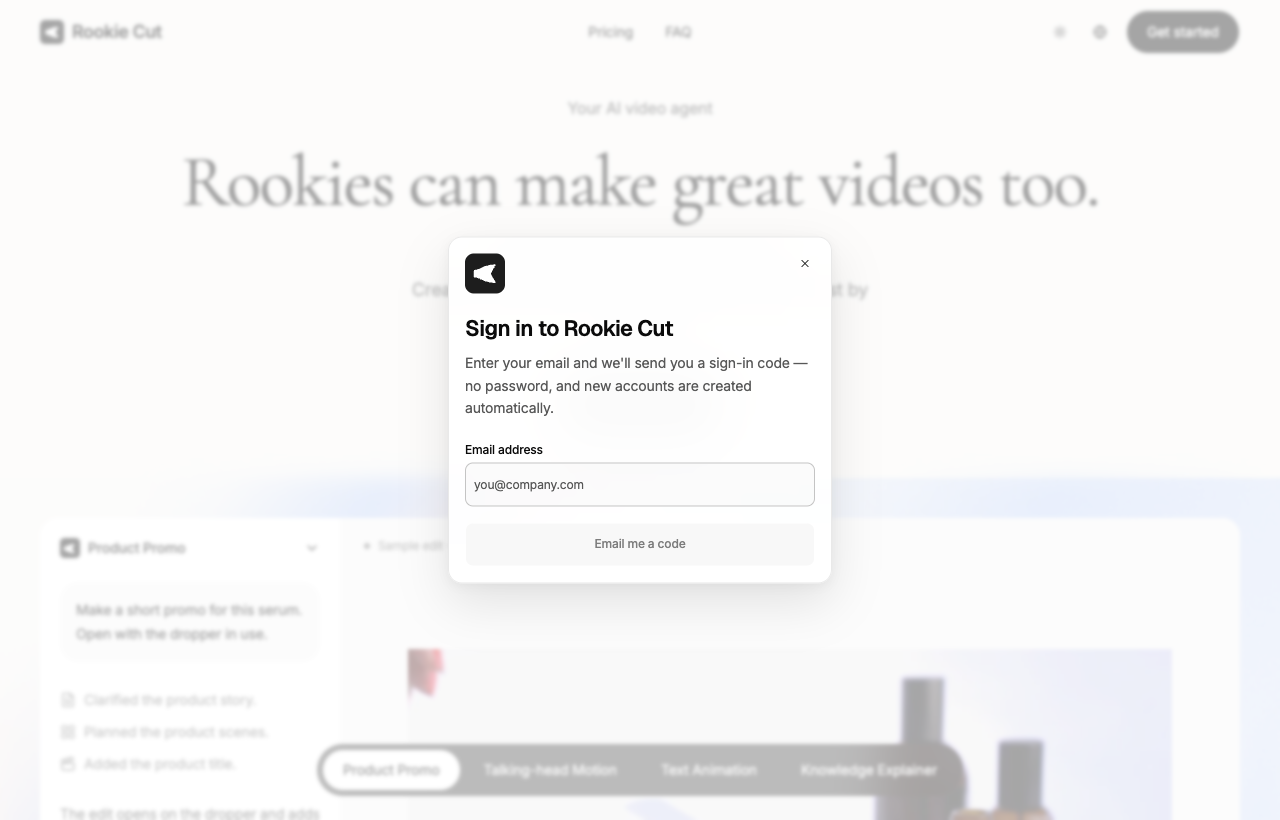 Rookie Cut
Pricing
FAQ
Get started
Your AI video agent
Rookies can make great videos too.
by
Sign in to Rookie Cut
Enter your email and we'll send you a sign-in code —
no password, and new accounts are created
automatically.
Email address
you@company.com
Email me a code
Product Promo
Sample edit
Make a short promo for this serum.
Open with the dropper in use.
Clarified the product story.
Planned the product scenes.
Added the product title.
Product Promo
Talking-head Motion
Text Animation
Knowledge Explainer
The edit opens on the dropper and adds